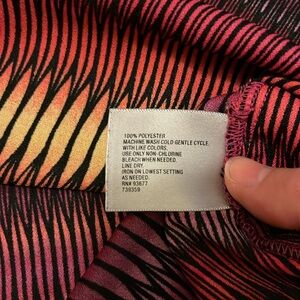 100% POLYESTER
MACHINE WASH COLD GENTLE CYCLE.
WITH LIKE COLORS.
USE ONLY NON-CHLORINE
BLEACH WHEN NEEDED.
LINE DRY.
IRON ON LOWEST SETTING
AS NEEDED.
RN# 93677
739359